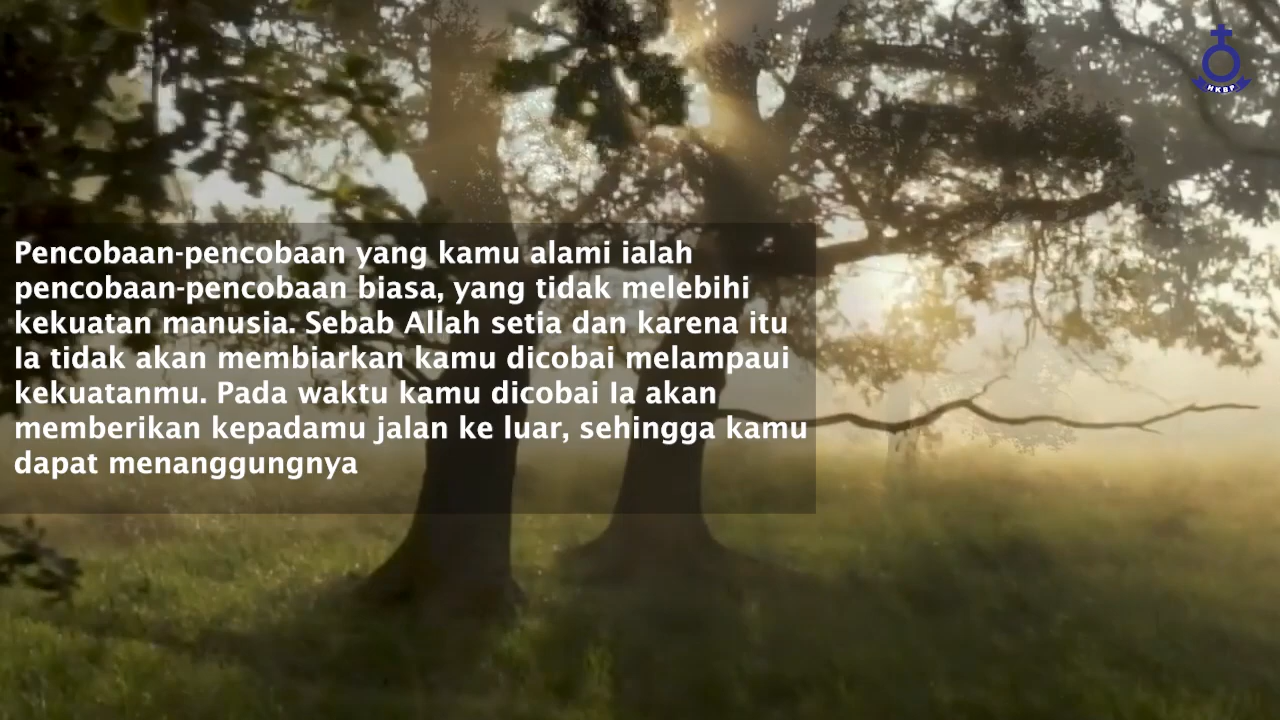 HKBP
Pencobaan-pencobaan yang kamu alami ialah
pencobaan-pencobaan biasa, yang tidak melebihi
kekuatan manusia. Sebab Allah setia dan karena itu
Ia tidak akan membiarkan kamu dicobai melampaui
kekuatanmu. Pada waktu kamu dicobai Ia akan
memberikan kepadamu jalan ke luar, sehingga kamu
dapat menanggungnya